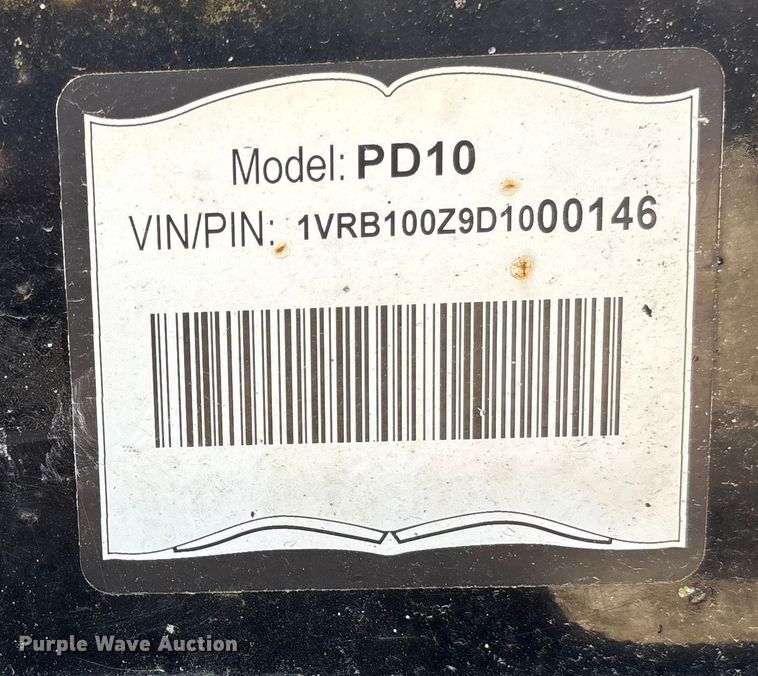 Model: PD10
VIN/PIN: 1VRB100Z9D1000146
Purple Wave Auction